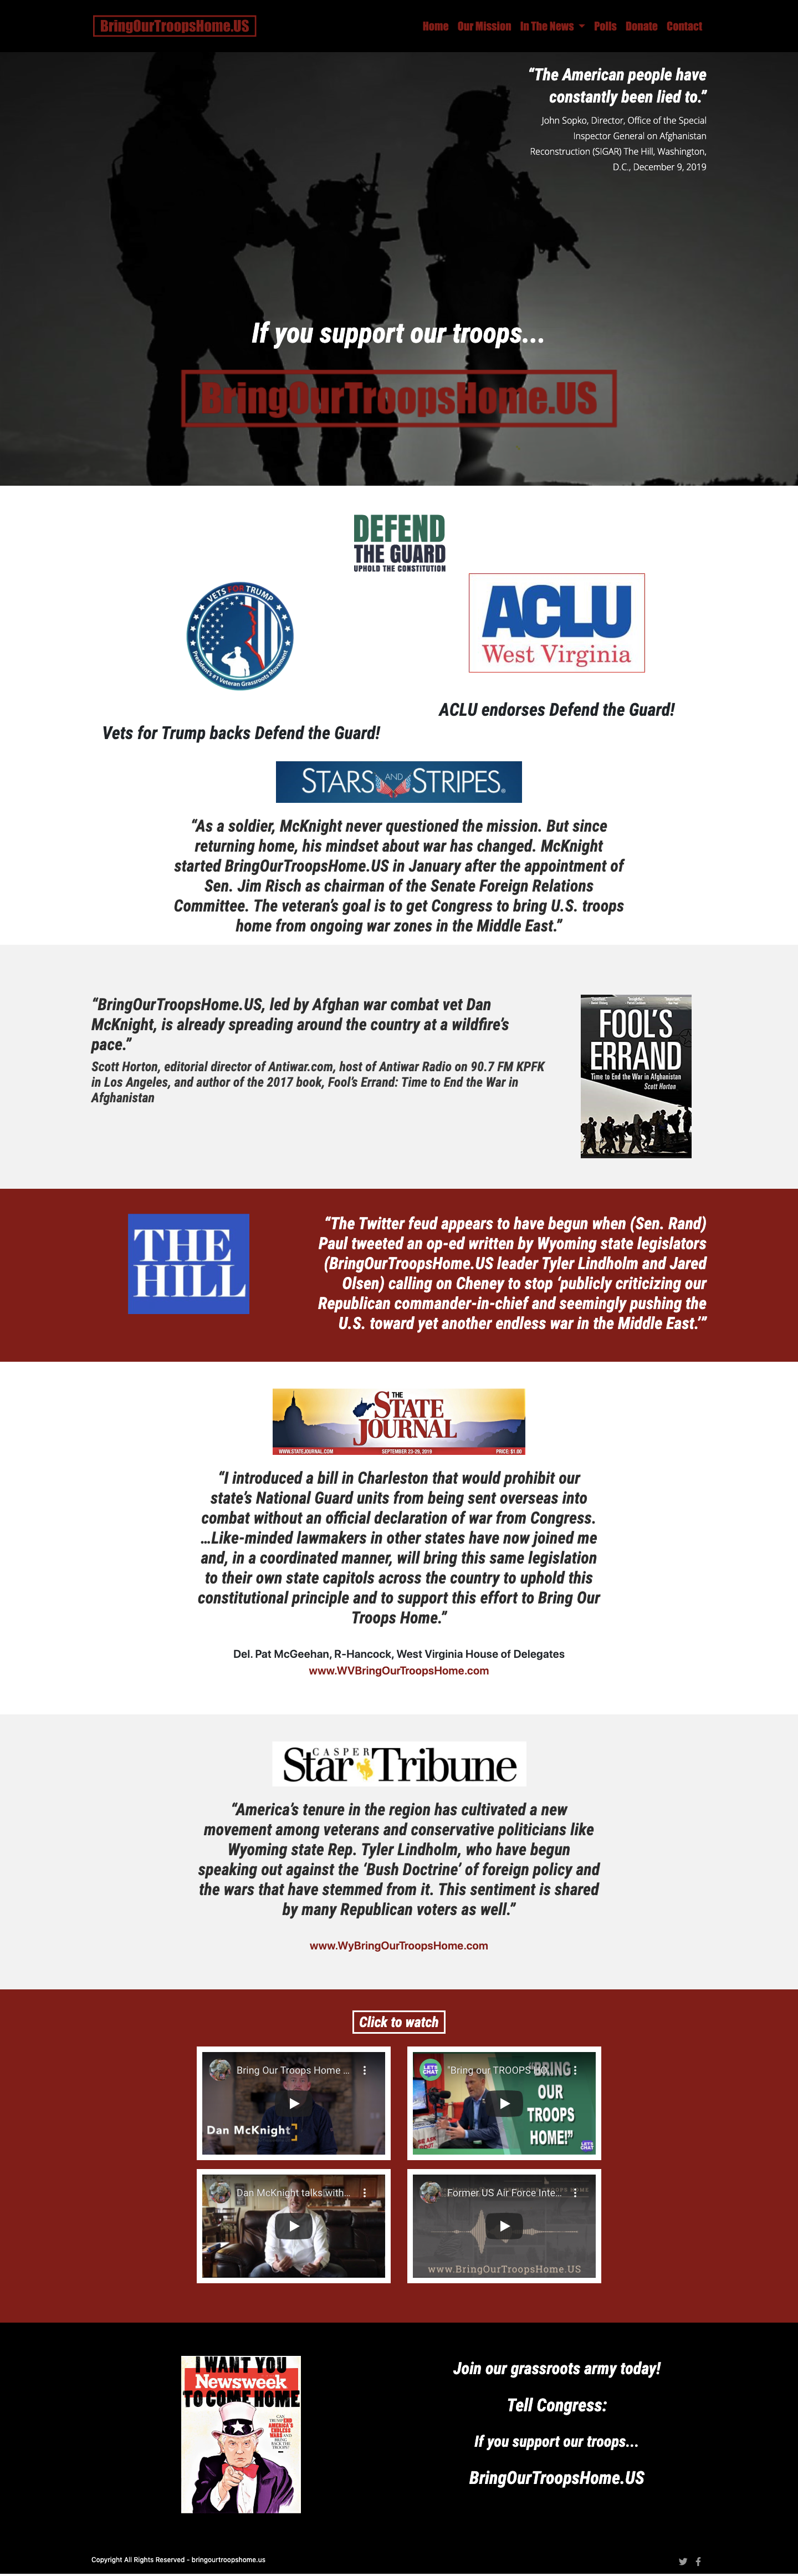 BringOurTroopsHome.US
Home Our Mission In The News Polls Donate Contact
“The American people have
constantly been lied to.”
John Sopko, Director, Office of the Special
Inspector General on Afghanistan
Reconstruction (SIGAR) The Hill, Washington,
D.C., December 9, 2019
If you support our troops...
BringOurTroopsHome.US
DEFEND
THE GUARD
UPHOLD THE CONSTITUTION
VETS FOR TRUMP
President's #1 Veteran Grassroots Movement
ACLU
West Virginia
ACLU endorses Defend the Guard!
Vets for Trump backs Defend the Guard!
STARS AND STRIPES.
“As a soldier, McKnight never questioned the mission. But since
returning home, his mindset about war has changed. McKnight
started BringOurTroopsHome.US in January after the appointment of
Sen. Jim Risch as chairman of the Senate Foreign Relations
Committee. The veteran’s goal is to get Congress to bring U.S. troops
home from ongoing war zones in the Middle East.”
“BringOurTroopsHome.US, led by Afghan war combat vet Dan
McKnight, is already spreading around the country at a wildfire’s
pace.”
Scott Horton, editorial director of Antiwar.com, host of Antiwar Radio on 90.7 FM KPFK
in Los Angeles, and author of the 2017 book, Fool’s Errand: Time to End the War in
Afghanistan
FOOL'S
ERRAND
Time to End the War in Afghanistan
Scott Horton
THE
HILL
“The Twitter feud appears to have begun when (Sen. Rand)
Paul tweeted an op-ed written by Wyoming state legislators
(BringOurTroopsHome.US leader Tyler Lindholm and Jared
Olsen) calling on Cheney to stop ‘publicly criticizing our
Republican commander-in-chief and seemingly pushing the
U.S. toward yet another endless war in the Middle East.’”
THE
STATE
JOURNAL
WWW.STATEJOURNAL.COM SEPTEMBER 23-29, 2019 PRICE: $1.00
“I introduced a bill in Charleston that would prohibit our
state’s National Guard units from being sent overseas into
combat without an official declaration of war from Congress.
…Like-minded lawmakers in other states have now joined me
and, in a coordinated manner, will bring this same legislation
to their own state capitols across the country to uphold this
constitutional principle and to support this effort to Bring Our
Troops Home.”
Del. Pat McGeehan, R-Hancock, West Virginia House of Delegates
www.WVBringOurTroopsHome.com
CASPER
Star Tribune
“America’s tenure in the region has cultivated a new
movement among veterans and conservative politicians like
Wyoming state Rep. Tyler Lindholm, who have begun
speaking out against the ‘Bush Doctrine’ of foreign policy and
the wars that have stemmed from it. This sentiment is shared
by many Republican voters as well.”
www.WyBringOurTroopsHome.com
Click to watch
Bring Our Troops Home ...
Dan McKnight
LET'S CHAT
"Bring our TROOPS HO...
“BRING
OUR
TROOPS
HOME!”
LET'S CHAT
Dan McKnight talks with...
Former US Air Force Inte...
www.BringOurTroopsHome.US
I WANT YOU
Newsweek
TO COME HOME
CAN
TRUMP END
AMERICA'S
ENDLESS
WARS AND
BRING
BACK THE
TROOPS?
Join our grassroots army today!
Tell Congress:
If you support our troops...
BringOurTroopsHome.US
Copyright All Rights Reserved - bringourtroopshome.us